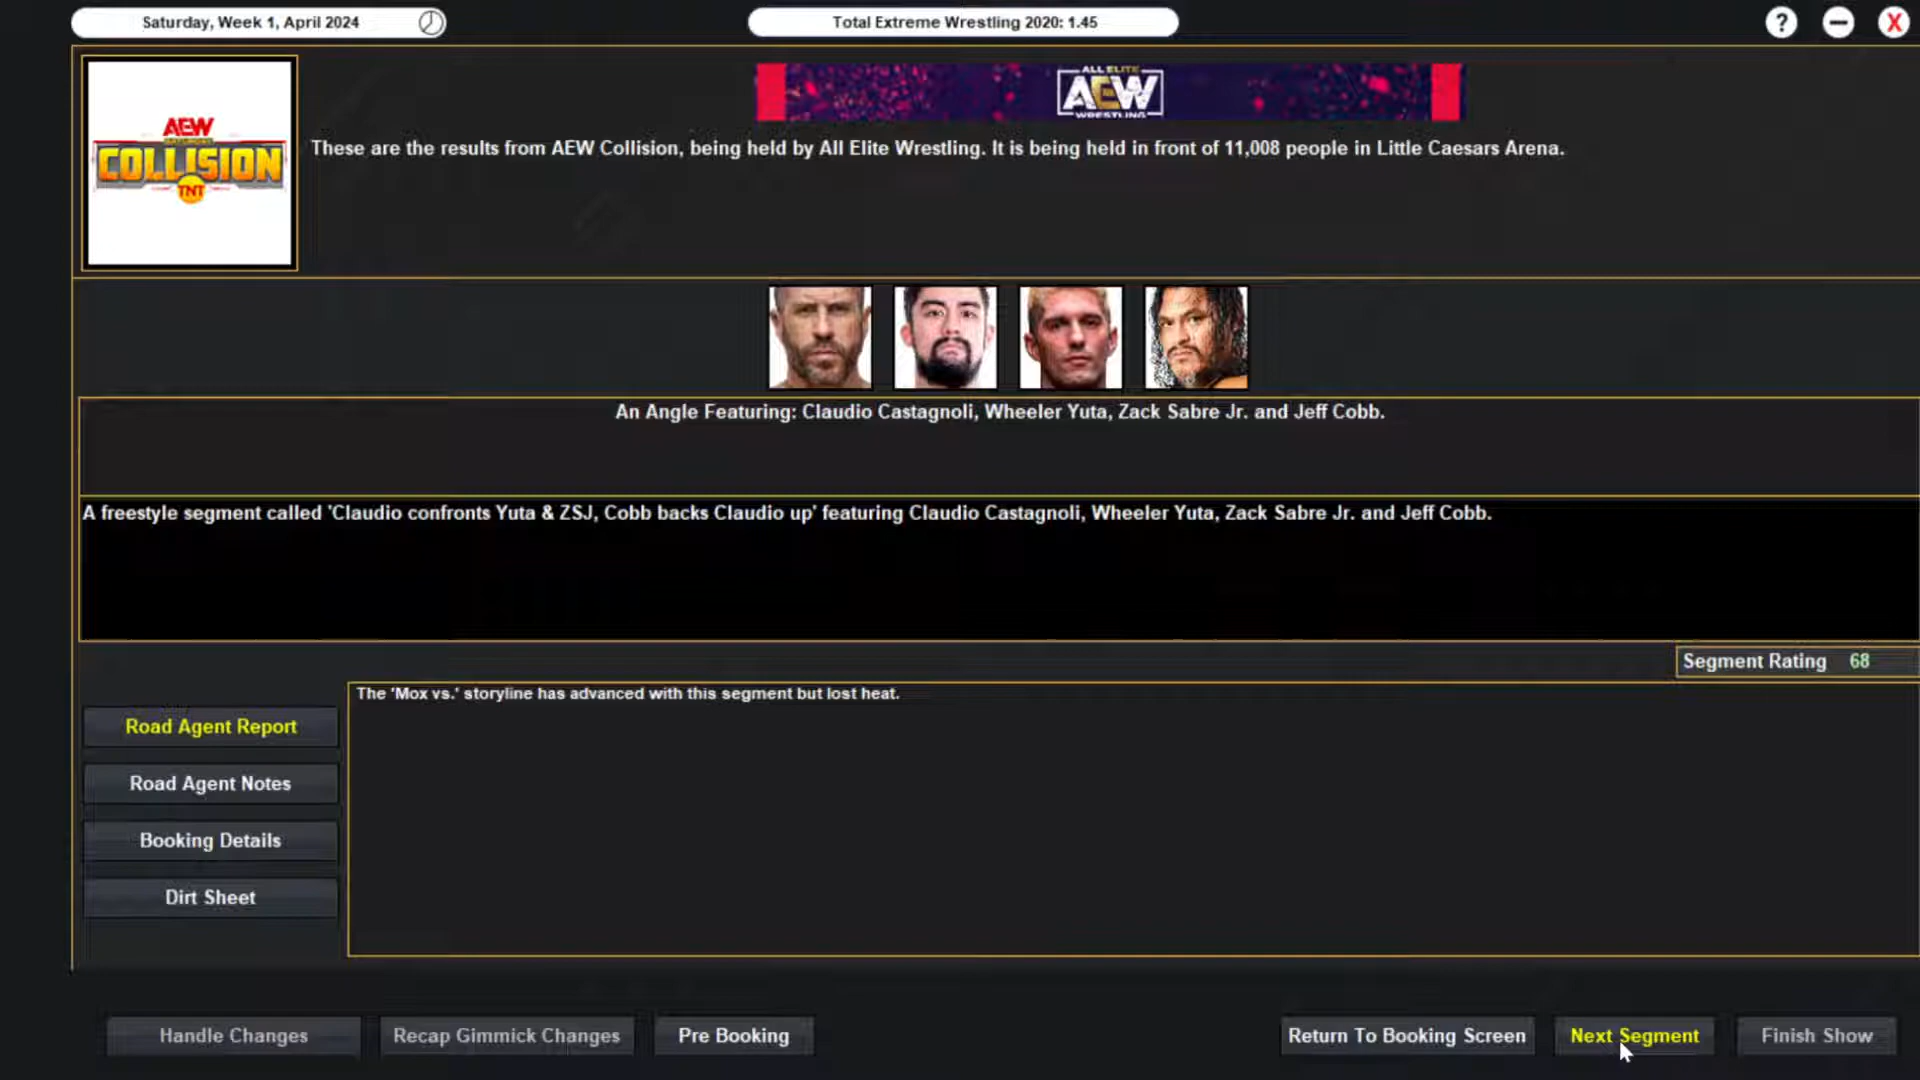 Saturday, Week 1, April 2024
Total Extreme Wrestling 2020: 1.45
?
X
ALL ELITE
AEW
WRESTLING
AEW
COLLISION
TNT
These are the results from AEW Collision, being held by All Elite Wrestling. It is being held in front of 11,008 people in Little Caesars Arena.
An Angle Featuring: Claudio Castagnoli, Wheeler Yuta, Zack Sabre Jr. and Jeff Cobb.
A freestyle segment called 'Claudio confronts Yuta & ZSJ, Cobb backs Claudio up' featuring Claudio Castagnoli, Wheeler Yuta, Zack Sabre Jr. and Jeff Cobb.
Segment Rating 68
The 'Mox vs.' storyline has advanced with this segment but lost heat.
Road Agent Report
Road Agent Notes
Booking Details
Dirt Sheet
Handle Changes
Recap Gimmick Changes
Pre Booking
Return To Booking Screen
Next Segment
Finish Show